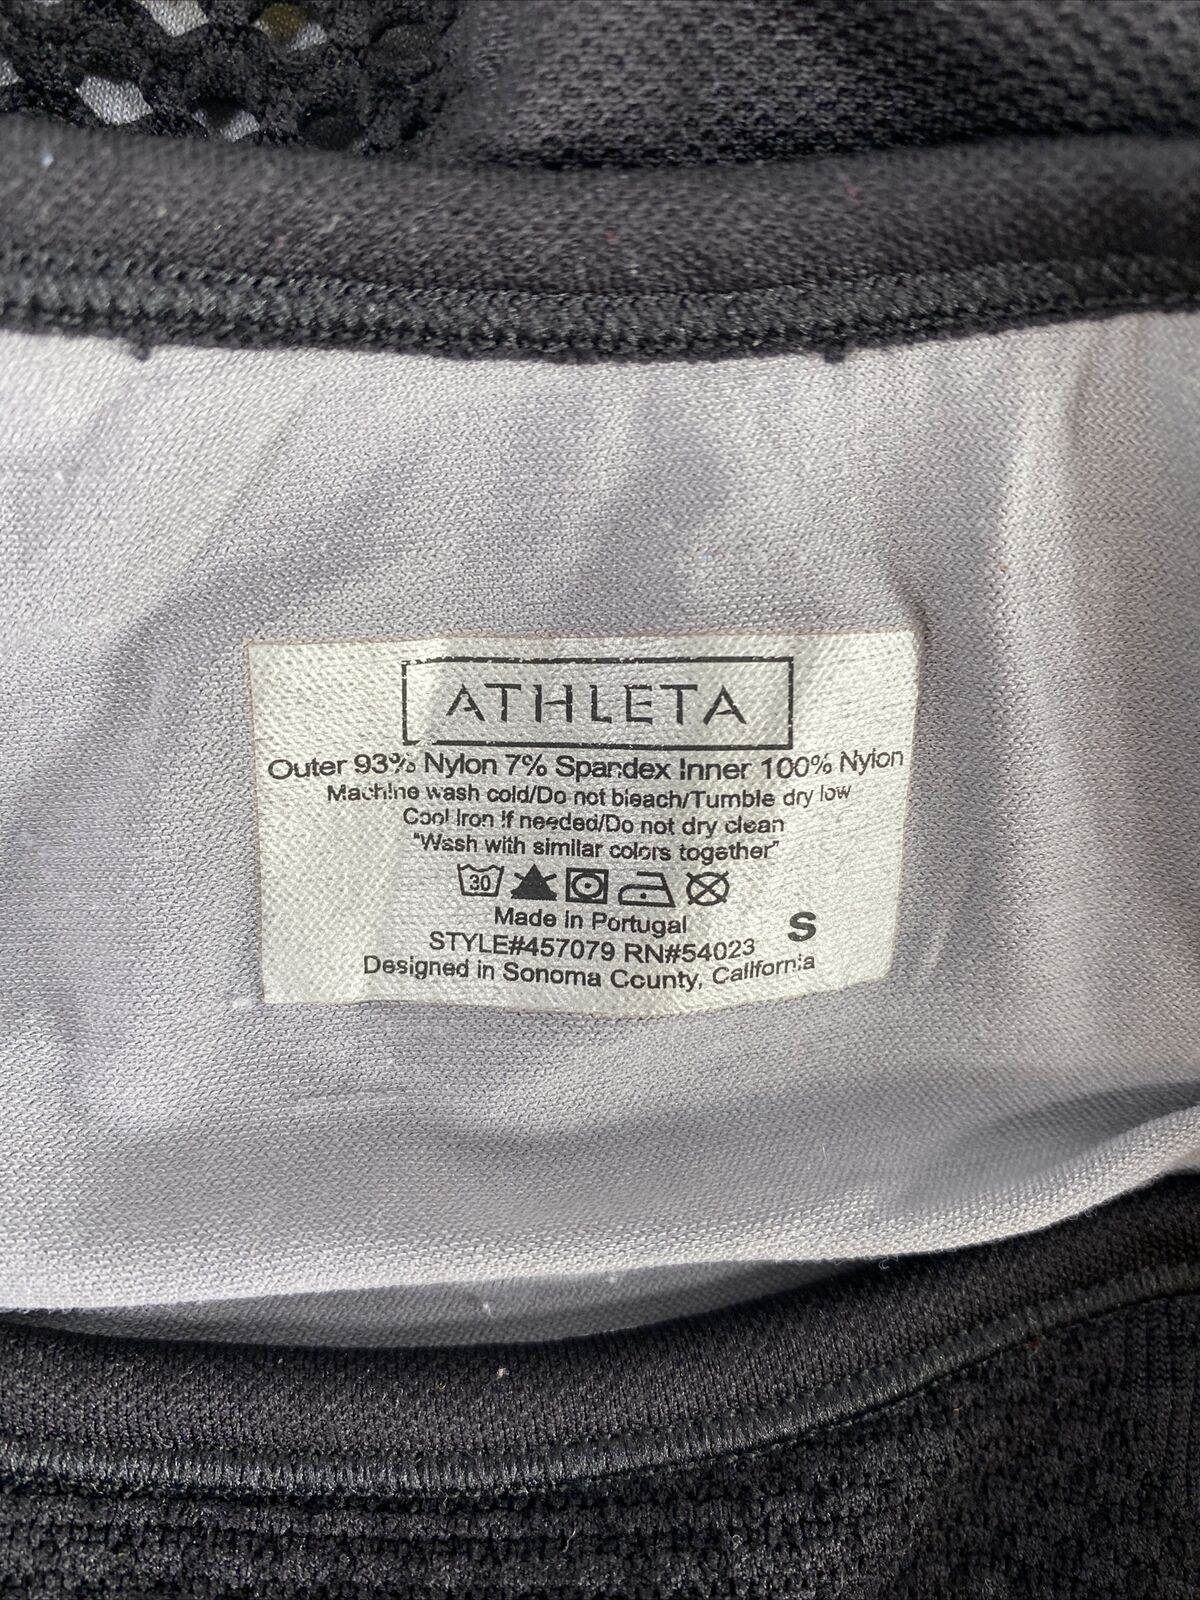 ATHLETA
Outer 93% Nylon 7% Spandex Inner 100% Nylon
Machine wash cold/Do not bleach/Tumble dry low
Cool Iron If needed/Do not dry clean
"Wash with similar colors together"
30
Made in Portugal
S
STYLE#457079 RN#54023
Designed in Sonoma County, California